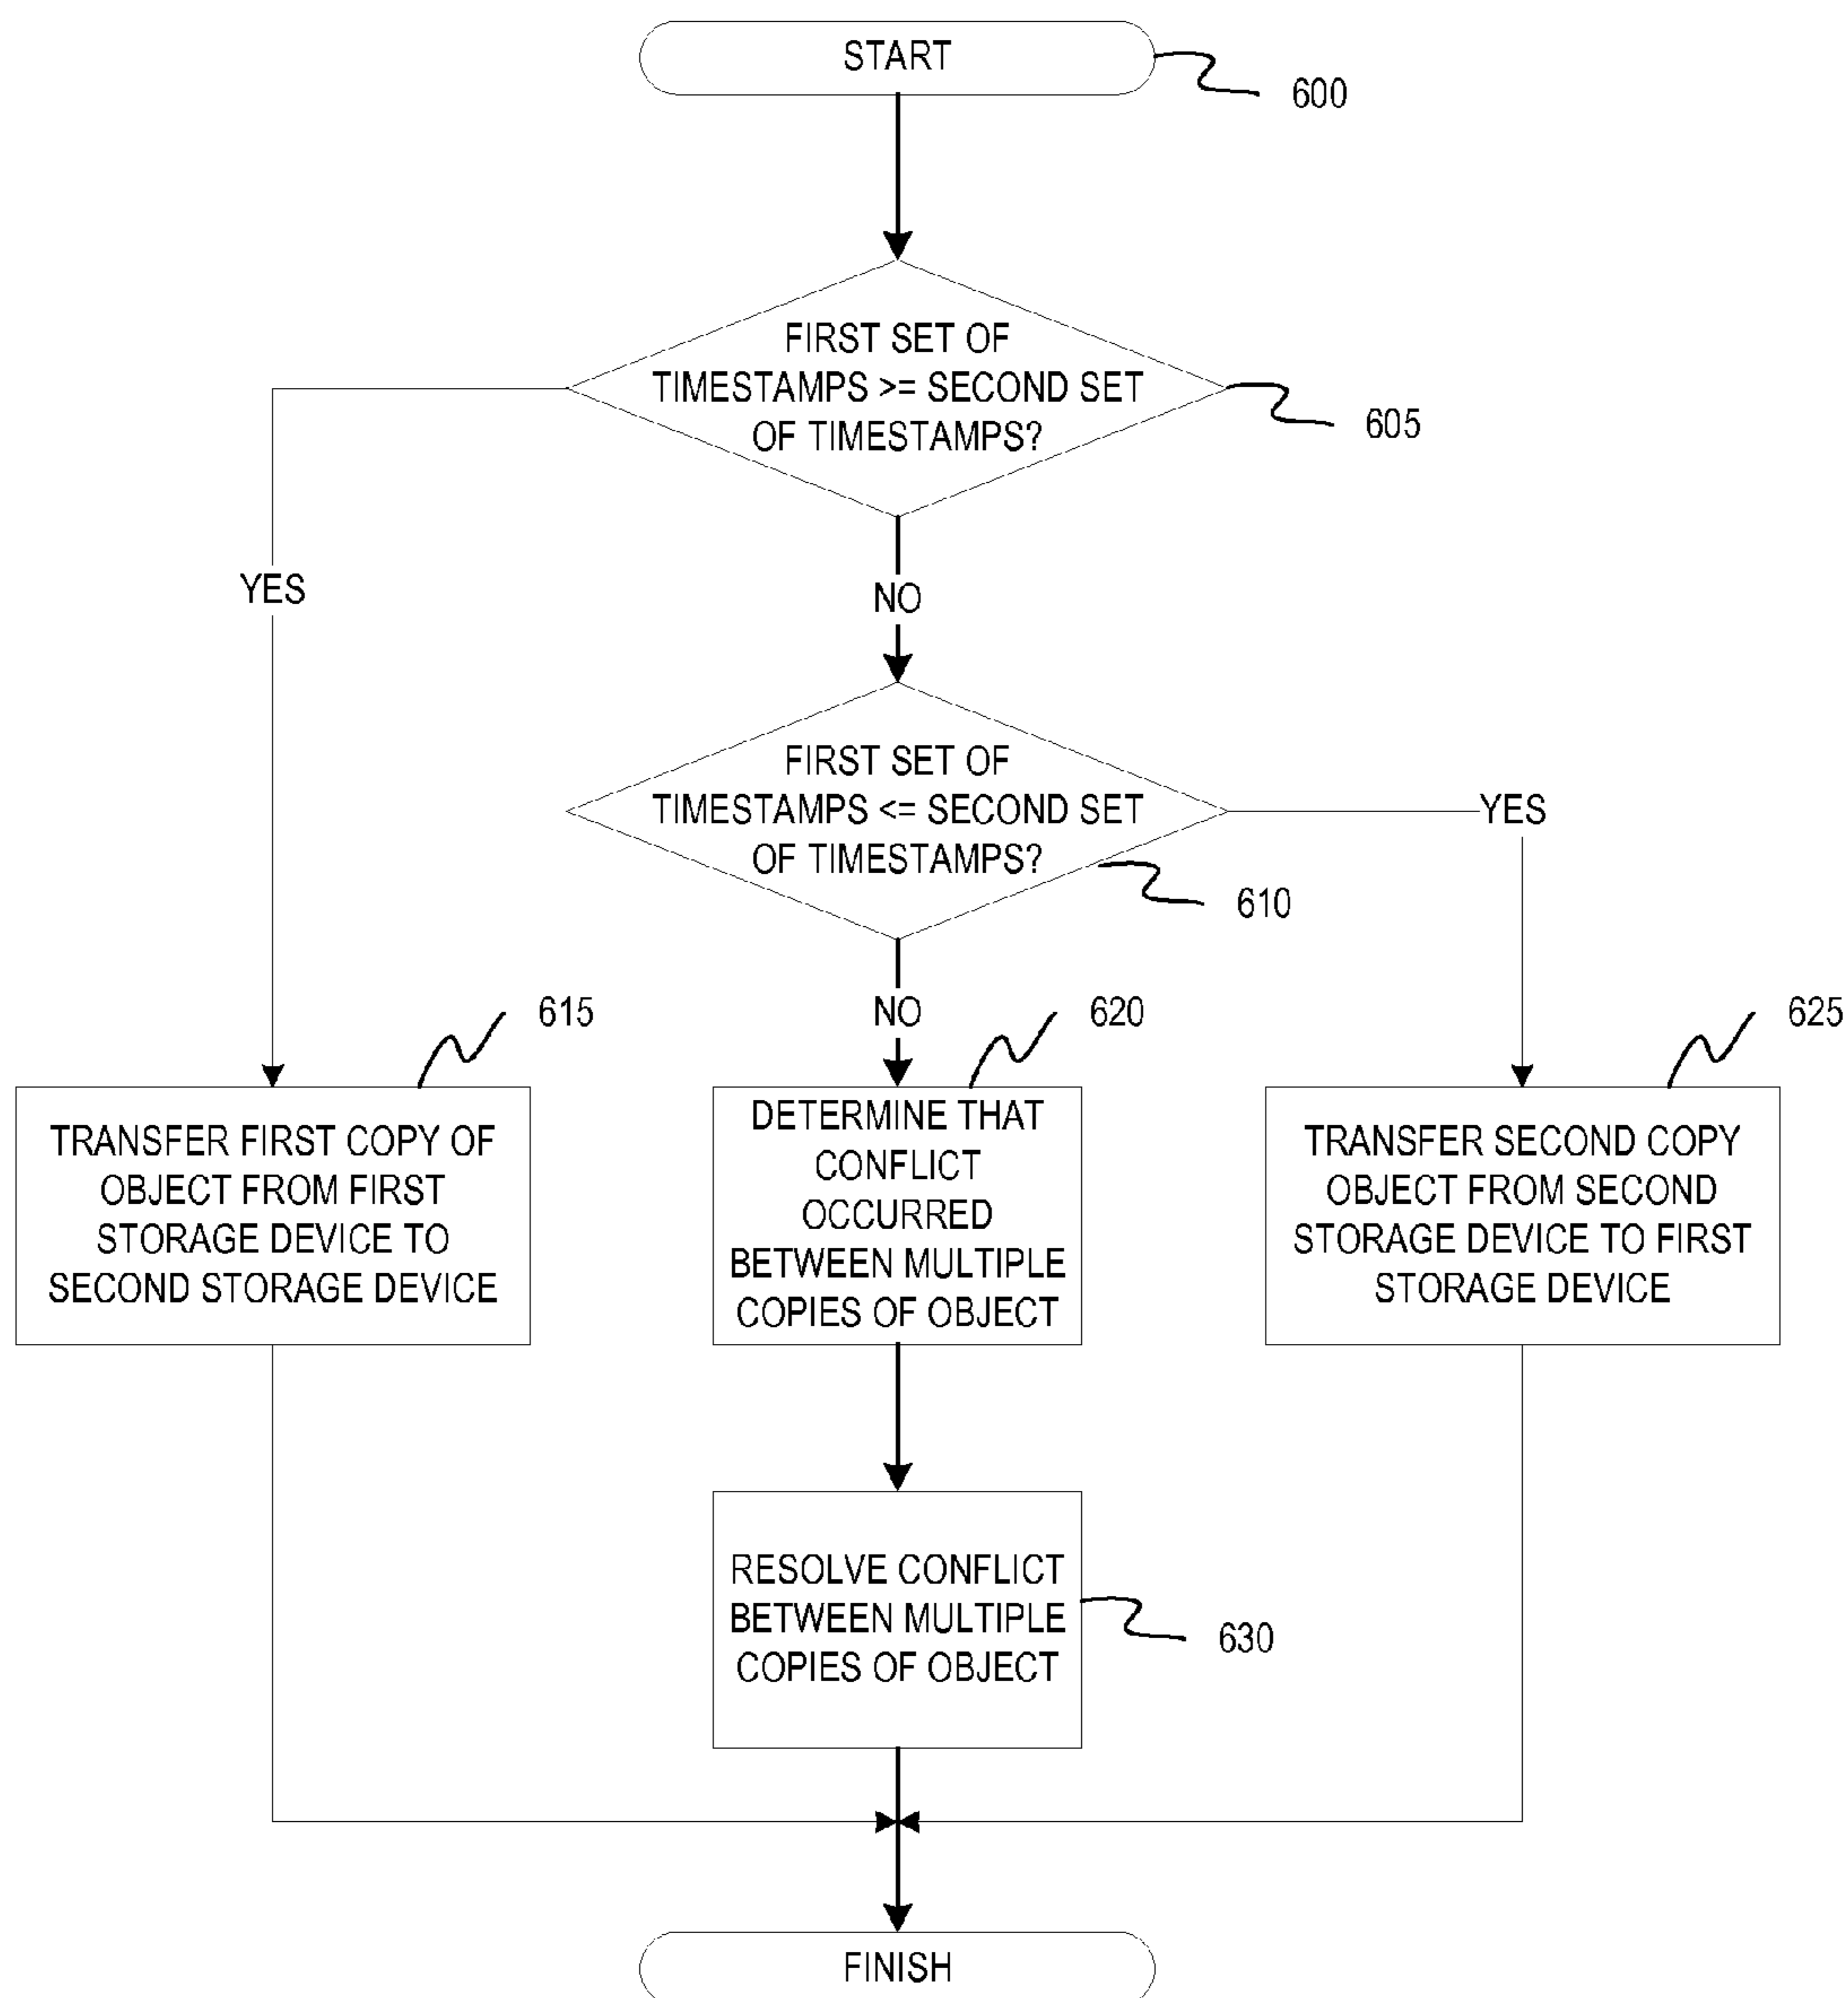 START
600
FIRST SET OF
TIMESTAMPS >= SECOND SET
OF TIMESTAMPS?
605
YES
NO
FIRST SET OF
TIMESTAMPS <= SECOND SET
OF TIMESTAMPS?
YES
610
NO
615
620
625
TRANSFER FIRST COPY OF
OBJECT FROM FIRST
STORAGE DEVICE TO
SECOND STORAGE DEVICE
DETERMINE THAT
CONFLICT
OCCURRED
BETWEEN MULTIPLE
COPIES OF OBJECT
TRANSFER SECOND COPY
OBJECT FROM SECOND
STORAGE DEVICE TO FIRST
STORAGE DEVICE
RESOLVE CONFLICT
BETWEEN MULTIPLE
COPIES OF OBJECT
630
FINISH